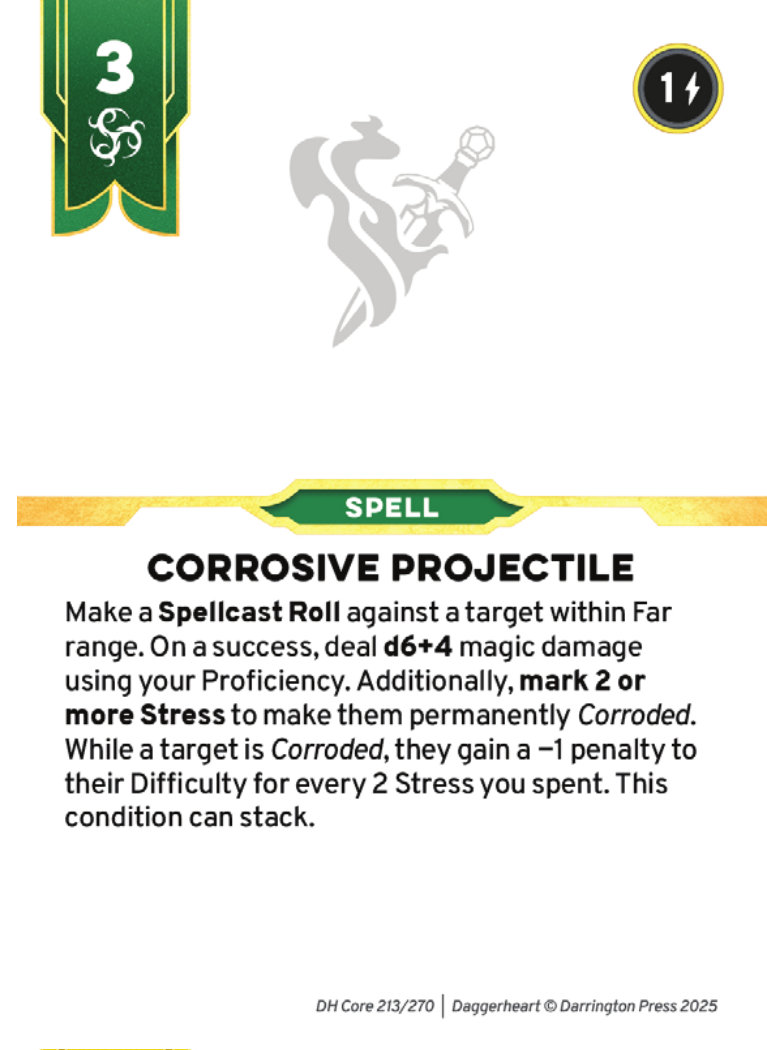 3
1
SPELL
CORROSIVE PROJECTILE
Make a Spellcast Roll against a target within Far
range. On a success, deal d6+4 magic damage
using your Proficiency. Additionally, mark 2 or
more Stress to make them permanently Corroded.
While a target is Corroded, they gain a −1 penalty to
their Difficulty for every 2 Stress you spent. This
condition can stack.
DH Core 213/270 | Daggerheart © Darrington Press 2025